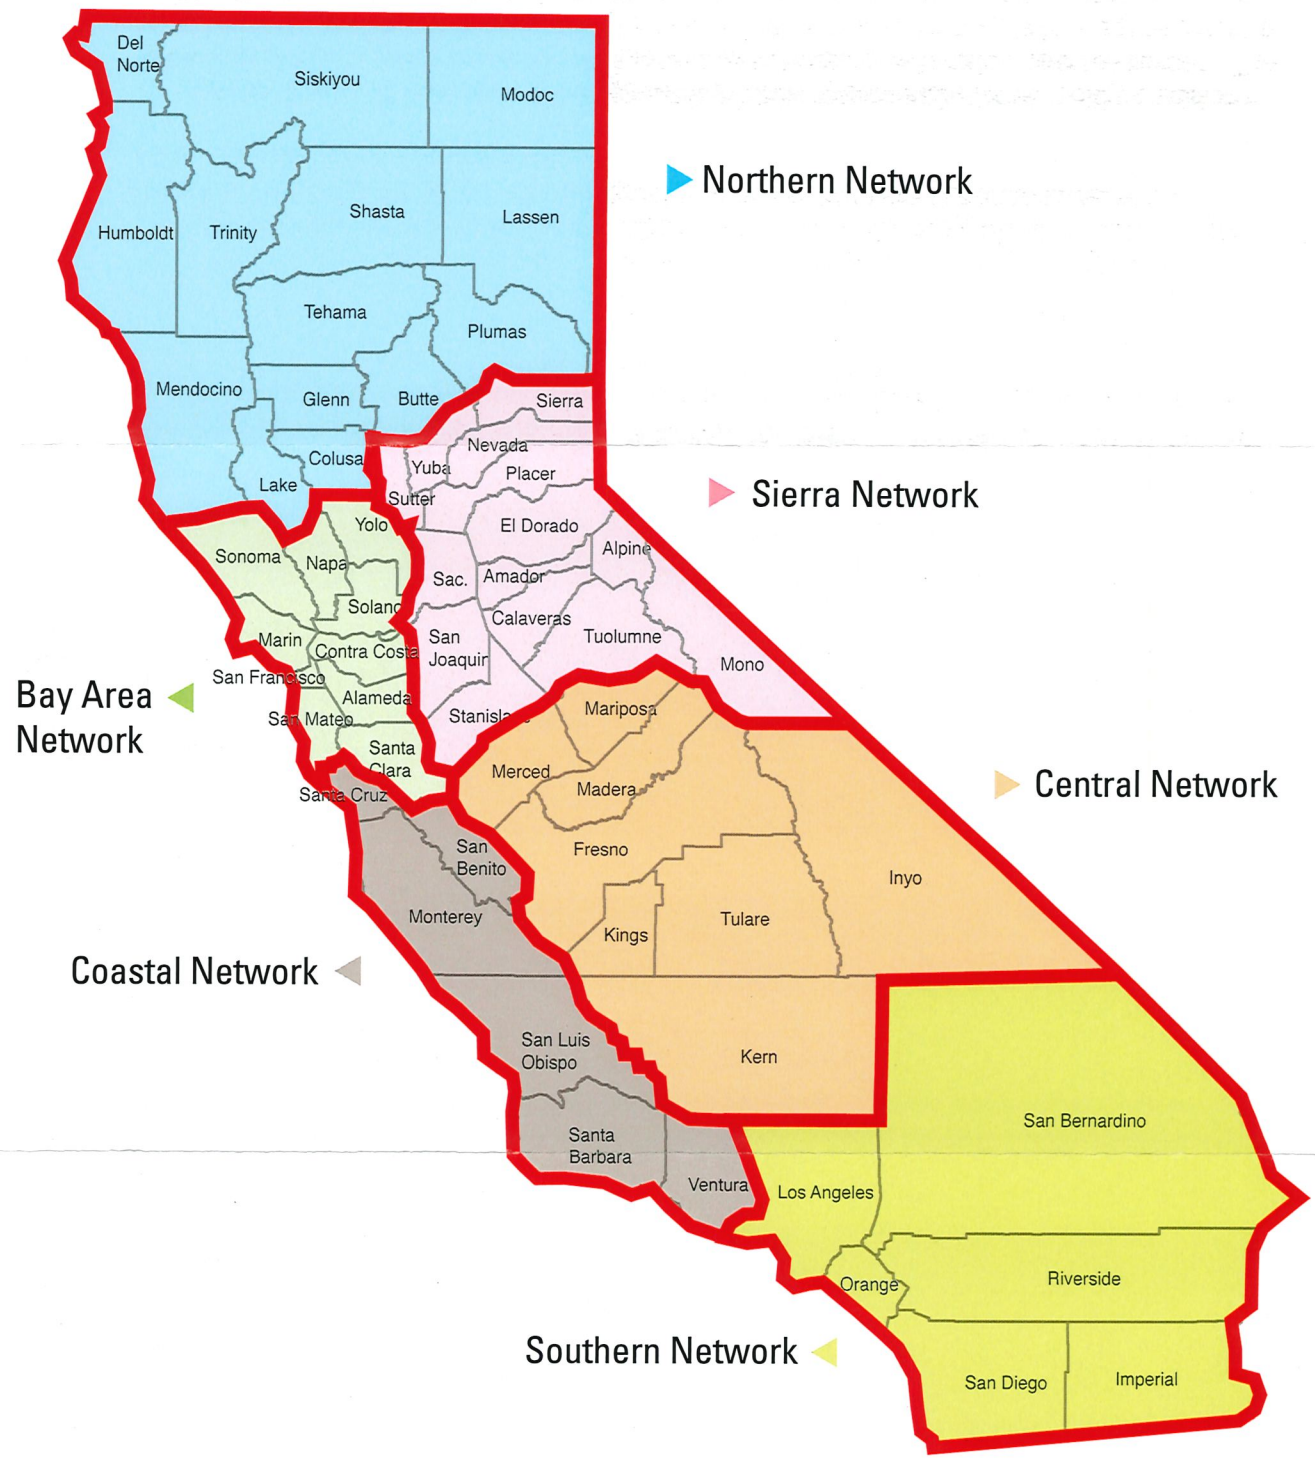 Del
Norte
Siskiyou
Modoc
Northern Network
Shasta
Lassen
Humboldt
Trinity
Tehama
Plumas
Mendocino
Glenn
Butte
Sierra
Nevada
Colusa
Yuba
Placer
Lake
Sutter
Sierra Network
Yolo
El Dorado
Sonoma
Napa
Alpine
Sac.
Amador
Solano
Calaveras
Marin
San
Joaquin
Tuolumne
Contra Costa
Mono
San Francisco
Bay Area
Network
Alameda
San Mateo
Stanisla
Mariposa
Santa
Clara
Merced
Madera
Central Network
Santa Cruz
San
Benito
Fresno
Inyo
Monterey
Kings
Tulare
Coastal Network
San Luis
Obispo
Kern
San Bernardino
Santa
Barbara
Ventura
Los Angeles
Orange
Riverside
Southern Network
San Diego
Imperial